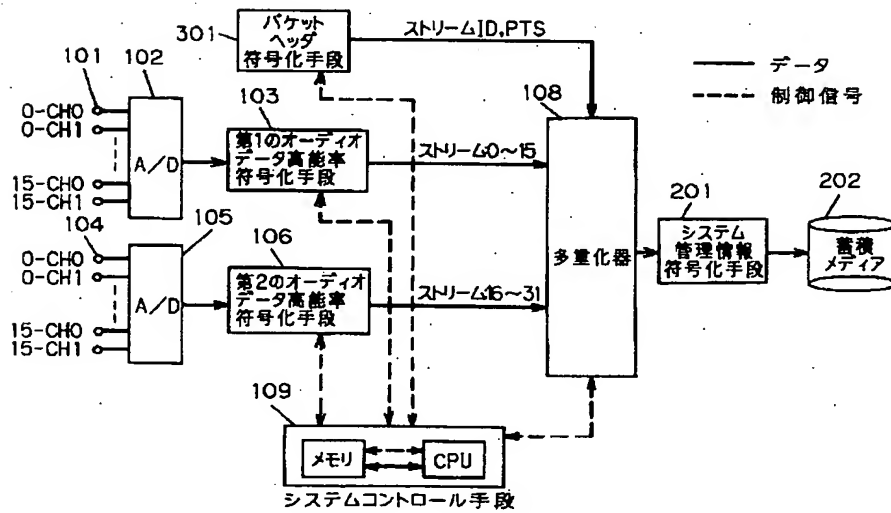 301
パケット
ヘッダ
符号化手段
ストリームID,PTS
データ
制御信号
101
102
0-CH0
0-CH1
15-CH0
15-CH1
A/D
103
第1のオーディオ
データ高能率
符号化手段
ストリーム0～15
108
多重化器
201
システム
管理情報
符号化手段
202
蓄積
メディア
104
105
0-CH0
0-CH1
15-CH0
15-CH1
A/D
106
第2のオーディオ
データ高能率
符号化手段
ストリーム16～31
109
メモリ
CPU
システムコントロール手段